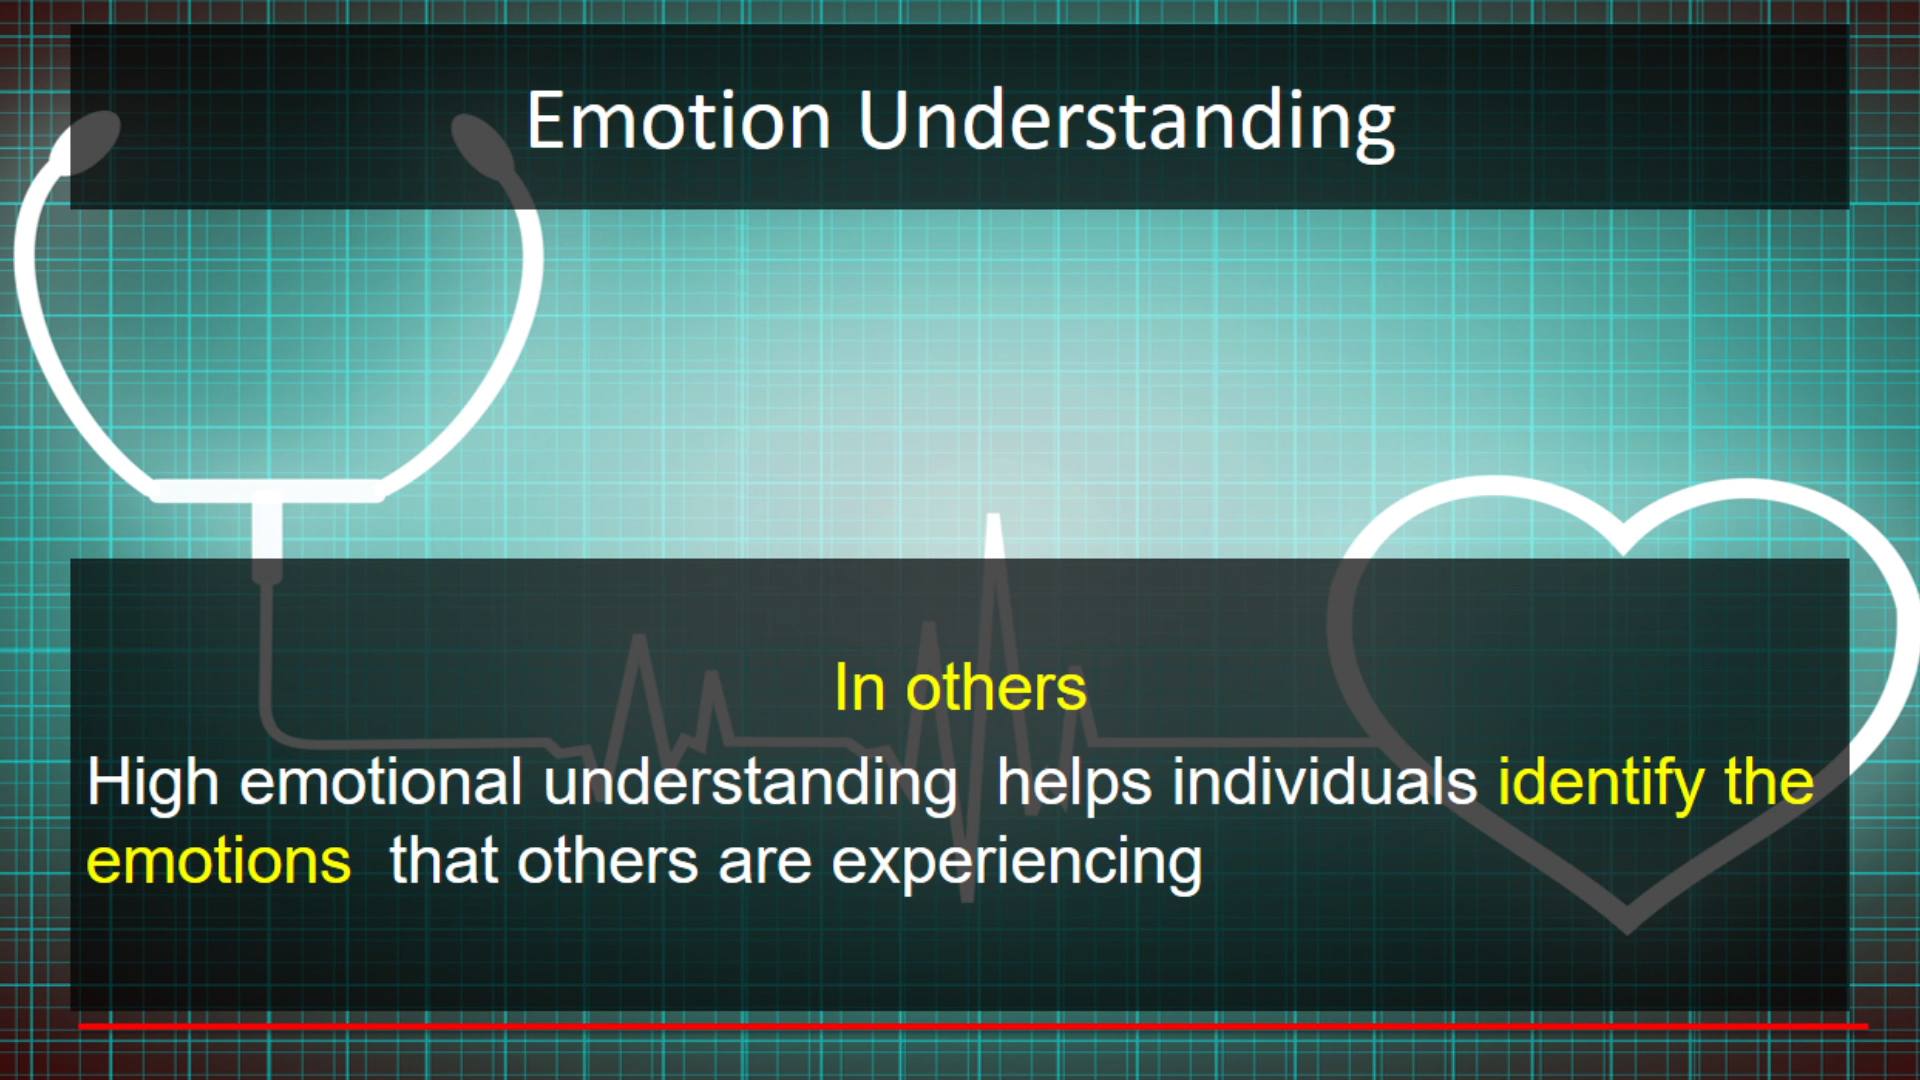 Emotion Understanding
In others
High emotional understanding  helps individuals identify the
emotions  that others are experiencing